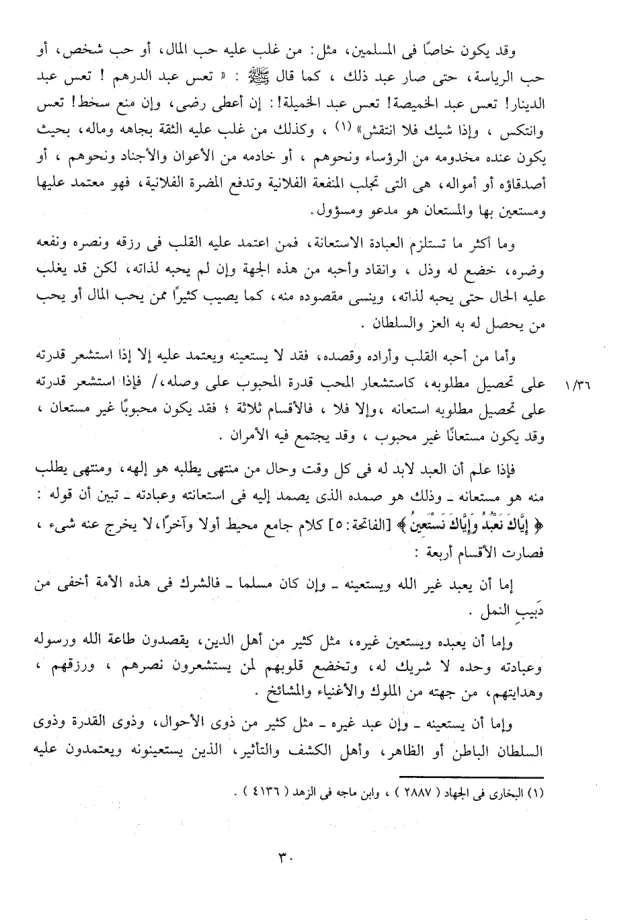 وقد يكون خاصًا فى المسلمين، مثل: من غلب عليه حب المال، أو حب شخص، أو
حب الرياسة، حتى صار عبد ذلك ، كما قال ﷺ : « تعس عبد الدرهم ! تعس عبد
الدينار! تعس عبد الخميصة! تعس عبد الخميلة!: إن أعطى رضى، وإن منع سخط! تعس
وانتكس ، وإذا شيك فلا انتقش» (١) ، وكذلك من غلب عليه الثقة بجاهه وماله، بحيث
يكون عنده مخدومه من الرؤساء ونحوهم ، أو خادمه من الأعوان والأجناد ونحوهم ، أو
أصدقاؤه أو أمواله، هى التى تجلب المنفعة الفلانية وتدفع المضرة الفلانية، فهو معتمد عليها
ومستعين بها والمستعان هو مدعو ومسؤول.
وما أكثر ما تستلزم العبادة الاستعانة، فمن اعتمد عليه القلب فى رزقه ونصره ونفعه
وضره، خضع له وذل ، وانقاد وأحبه من هذه الجهة وإن لم يحبه لذاته، لكن قد يغلب
عليه الحال حتى يحبه لذاته، وينسى مقصوده منه، كما يصيب كثيرًا ممن يحب المال أو يحب
من يحصل له به العز والسلطان .
وأما من أحبه القلب وأراده وقصده، فقد لا يستعينه ويعتمد عليه إلا إذا استشعر قدرته
١/٣٦ على تحصيل مطلوبه، كاستشعار المحب قدرة المحبوب على وصله،/ فإذا استشعر قدرته
على تحصيل مطلوبه استعانه ،وإلا فلا ، فالأقسام ثلاثة ؛ فقد يكون محبوبًا غير مستعان ،
وقد يكون مستعانًا غير محبوب ، وقد يجتمع فيه الأمران .
فإذا علم أن العبد لابد له فى كل وقت وحال من منتهى يطلبه هو إلهه، ومنتهى يطلب
منه هو مستعانه ـ وذلك هو صمده الذى يصمد إليه فى استعانته وعبادته ـ تبين أن قوله :
﴿ إِيَّاكَ نَعْبُدُ وَإِيَّاكَ نَسْتَعِينُ ﴾ [الفاتحة:٥] كلام جامع محيط أولا وآخرًا، لا يخرج عنه شىء ،
فصارت الأقسام أربعة :
إما أن يعبد غير الله ويستعينه ـ وإن كان مسلما ـ فالشرك فى هذه الأمة أخفى من
دَبيبِ النمل .
وإما أن يعبده ويستعين غيره، مثل كثير من أهل الدين، يقصدون طاعة الله ورسوله
وعبادته وحده لا شريك له، وتخضع قلوبهم لمن يستشعرون نصرهم ، ورزقهم ،
وهدايتهم، من جهته من الملوك والأغنياء والمشائخ .
وإما أن يستعينه ـ وإن عبد غيره ـ مثل كثير من ذوى الأحوال، وذوى القدرة وذوى
السلطان الباطن أو الظاهر، وأهل الكشف والتأثير، الذين يستعينونه ويعتمدون عليه
(١) البخارى فى الجهاد ( ٢٨٨٧ ) ، وابن ماجه فى الزهد ( ٤١٣٦ ) .
٣٠